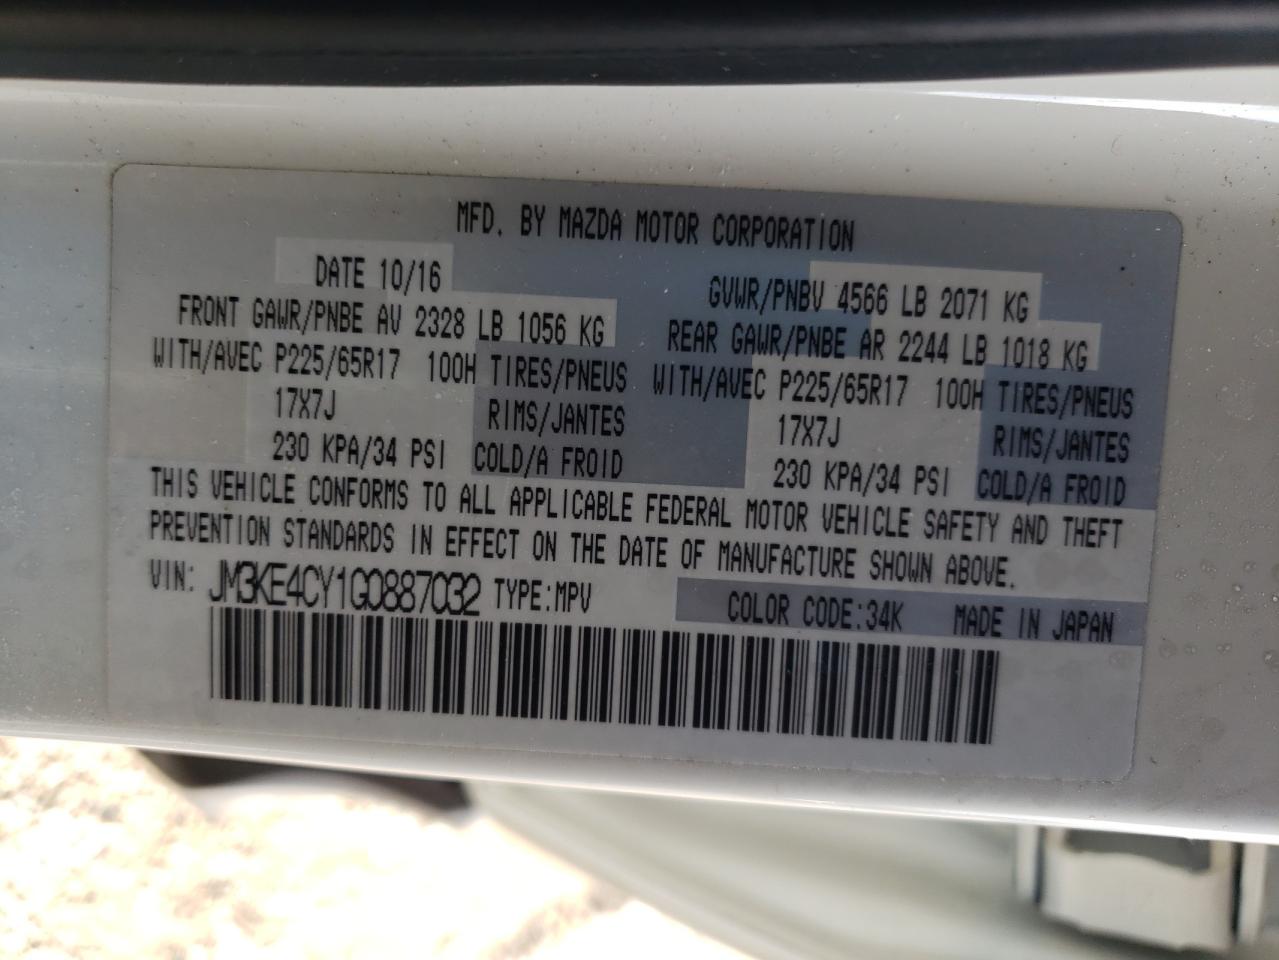 MFD. BY MAZDA MOTOR CORPORATION
DATE 10/16 GVWR/PNBV 4566 LB 2071 KG
FRONT GAWR/PNBE AV 2328 LB 1056 KG REAR GAWR/PNBE AR 2244 LB 1018 KG
WITH/AVEC P225/65R17 100H TIRES/PNEUS WITH/AVEC P225/65R17 100H TIRES/PNEUS
17X7J RIMS/JANTES 17X7J RIMS/JANTES
230 KPA/34 PSI COLD/A FROID 230 KPA/34 PSI COLD/A FROID
THIS VEHICLE CONFORMS TO ALL APPLICABLE FEDERAL MOTOR VEHICLE SAFETY AND THEFT
PREVENTION STANDARDS IN EFFECT ON THE DATE OF MANUFACTURE SHOWN ABOVE.
VIN: JM3KE4CY1G0887032 TYPE:MPV COLOR CODE:34K MADE IN JAPAN